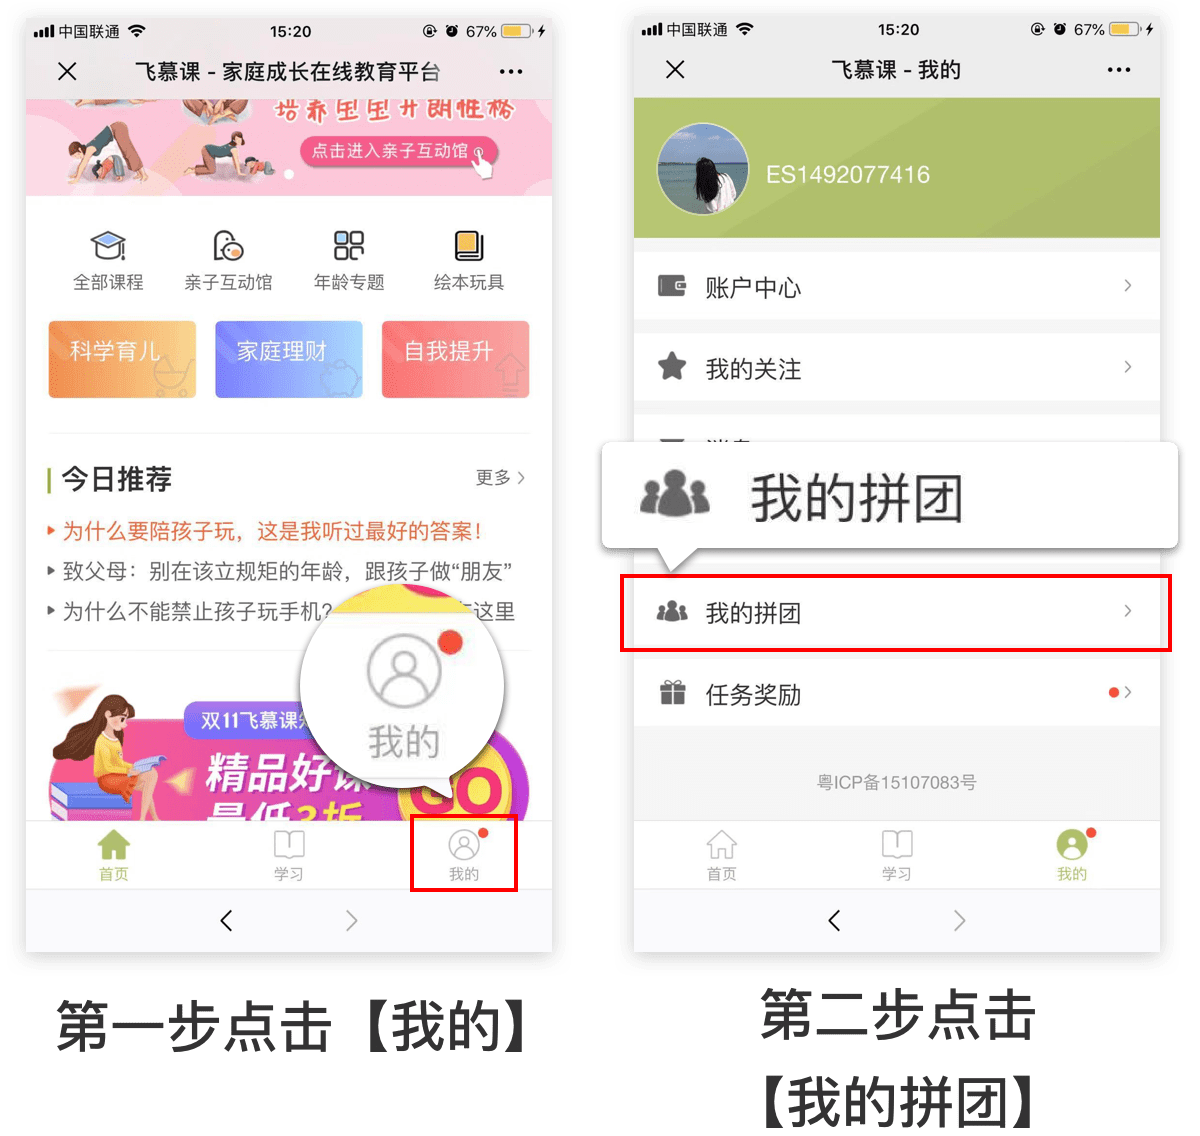 中国联通
15:20
67%
飞慕课 - 家庭成长在线教育平台
培养宝宝开朗性格
点击进入亲子互动馆
全部课程
亲子互动馆
年龄专题
绘本玩具
科学育儿
家庭理财
自我提升
今日推荐
更多
为什么要陪孩子玩，这是我听过最好的答案！
致父母：别在该立规矩的年龄，跟孩子做“朋友”
为什么不能禁止孩子玩手机？
在这里
我的
双11飞慕课
精品好课
最低3折
GO
首页
学习
我的
第一步点击【我的】
中国联通
15:20
67%
飞慕课 - 我的
ES1492077416
账户中心
我的关注
我的拼团
我的拼团
任务奖励
粤ICP备15107083号
首页
学习
我的
第二步点击
【我的拼团】